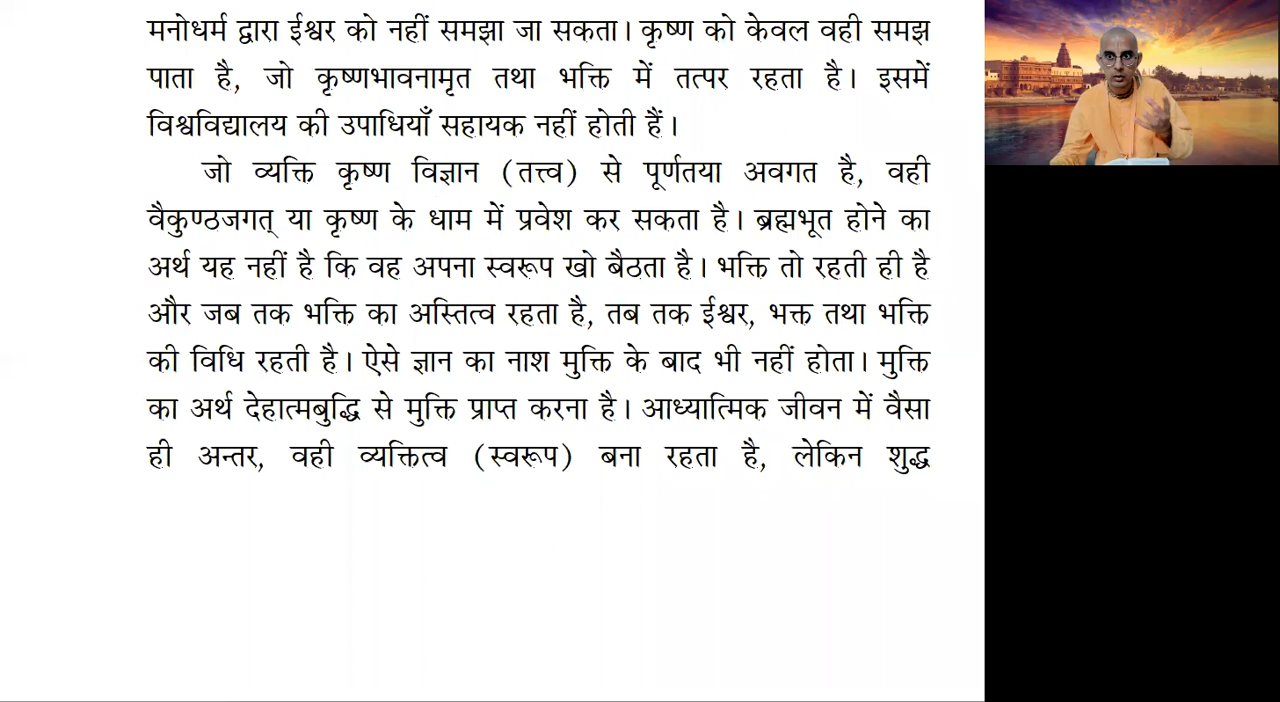 मनोधर्म द्वारा ईश्वर को नहीं समझा जा सकता। कृष्ण को केवल वही समझ
पाता है, जो कृष्णभावनामृत तथा भक्ति में तत्पर रहता है। इसमें
विश्वविद्यालय की उपाधियाँ सहायक नहीं होती हैं।
जो व्यक्ति कृष्ण विज्ञान (तत्त्व) से पूर्णतया अवगत है, वही
वैकुण्ठजगत् या कृष्ण के धाम में प्रवेश कर सकता है। ब्रह्मभूत होने का
अर्थ यह नहीं है कि वह अपना स्वरूप खो बैठता है। भक्ति तो रहती ही है
और जब तक भक्ति का अस्तित्व रहता है, तब तक ईश्वर, भक्त तथा भक्ति
की विधि रहती है। ऐसे ज्ञान का नाश मुक्ति के बाद भी नहीं होता। मुक्ति
का अर्थ देहात्मबुद्धि से मुक्ति प्राप्त करना है। आध्यात्मिक जीवन में वैसा
ही अन्तर, वही व्यक्तित्व (स्वरूप) बना रहता है, लेकिन शुद्ध